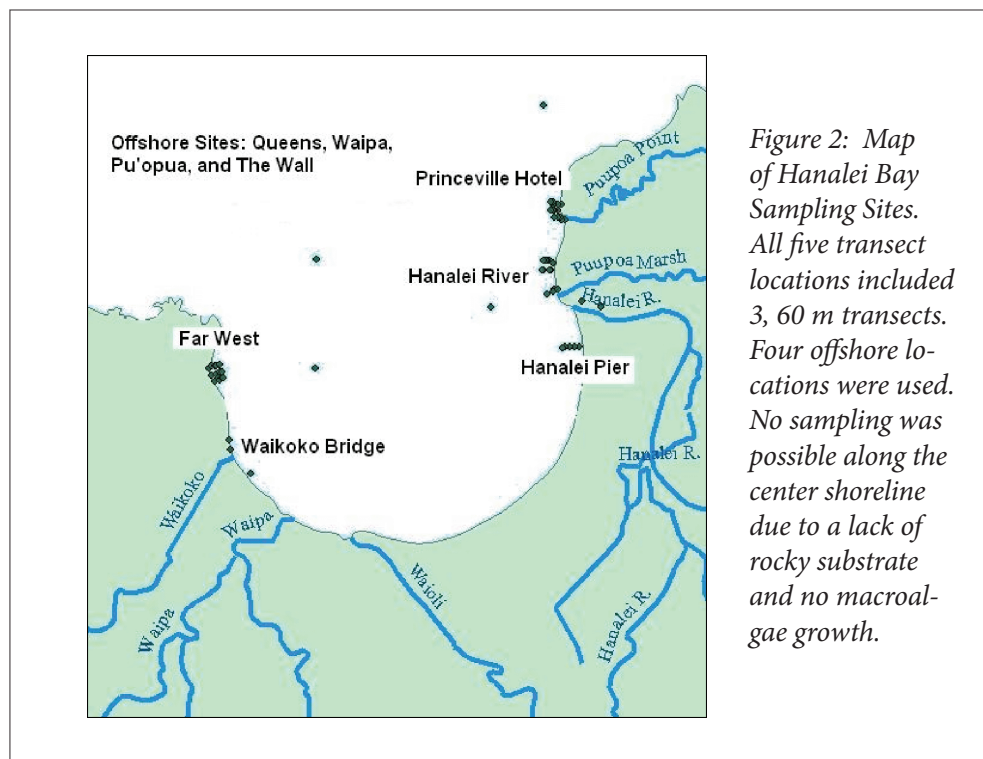 Offshore Sites: Queens, Waipa,
Pu'opua, and The Wall
Princeville Hotel
Puupoa Point
Hanalei River
Puupoa Marsh
Hanalei R.
Far West
Hanalei Pier
Waikoko Bridge
Hanalei R.
Waikoko
Waipa
Waipa
Waioli
Hanalei R.
Figure 2: Map
of Hanalei Bay
Sampling Sites.
All five transect
locations included
3, 60 m transects.
Four offshore lo-
cations were used.
No sampling was
possible along the
center shoreline
due to a lack of
rocky substrate
and no macroal-
gae growth.